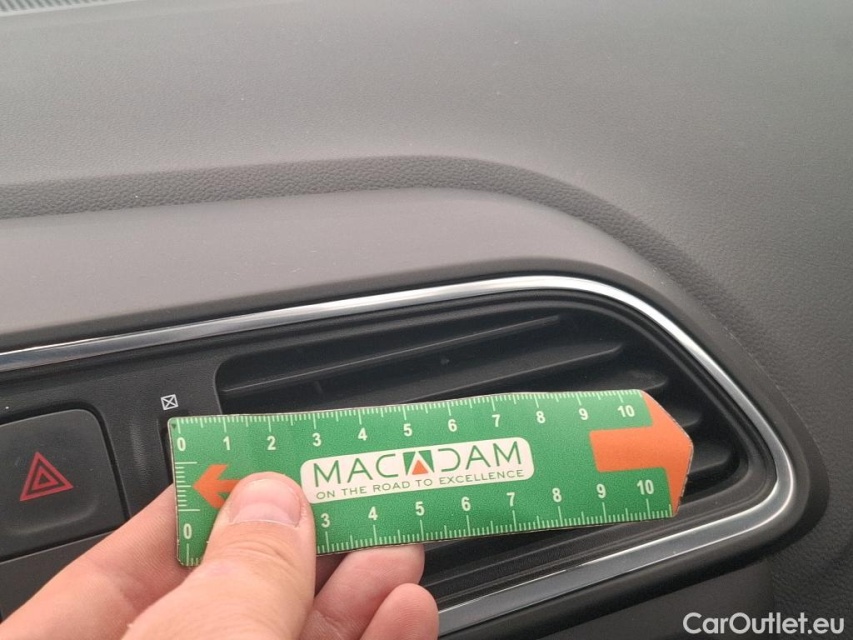 0 1 2 3 4 5 6 7 8 9 10
MACADAM
ON THE ROAD TO EXCELLENCE
0 3 4 5 6 7 8 9 10
CarOutlet.eu